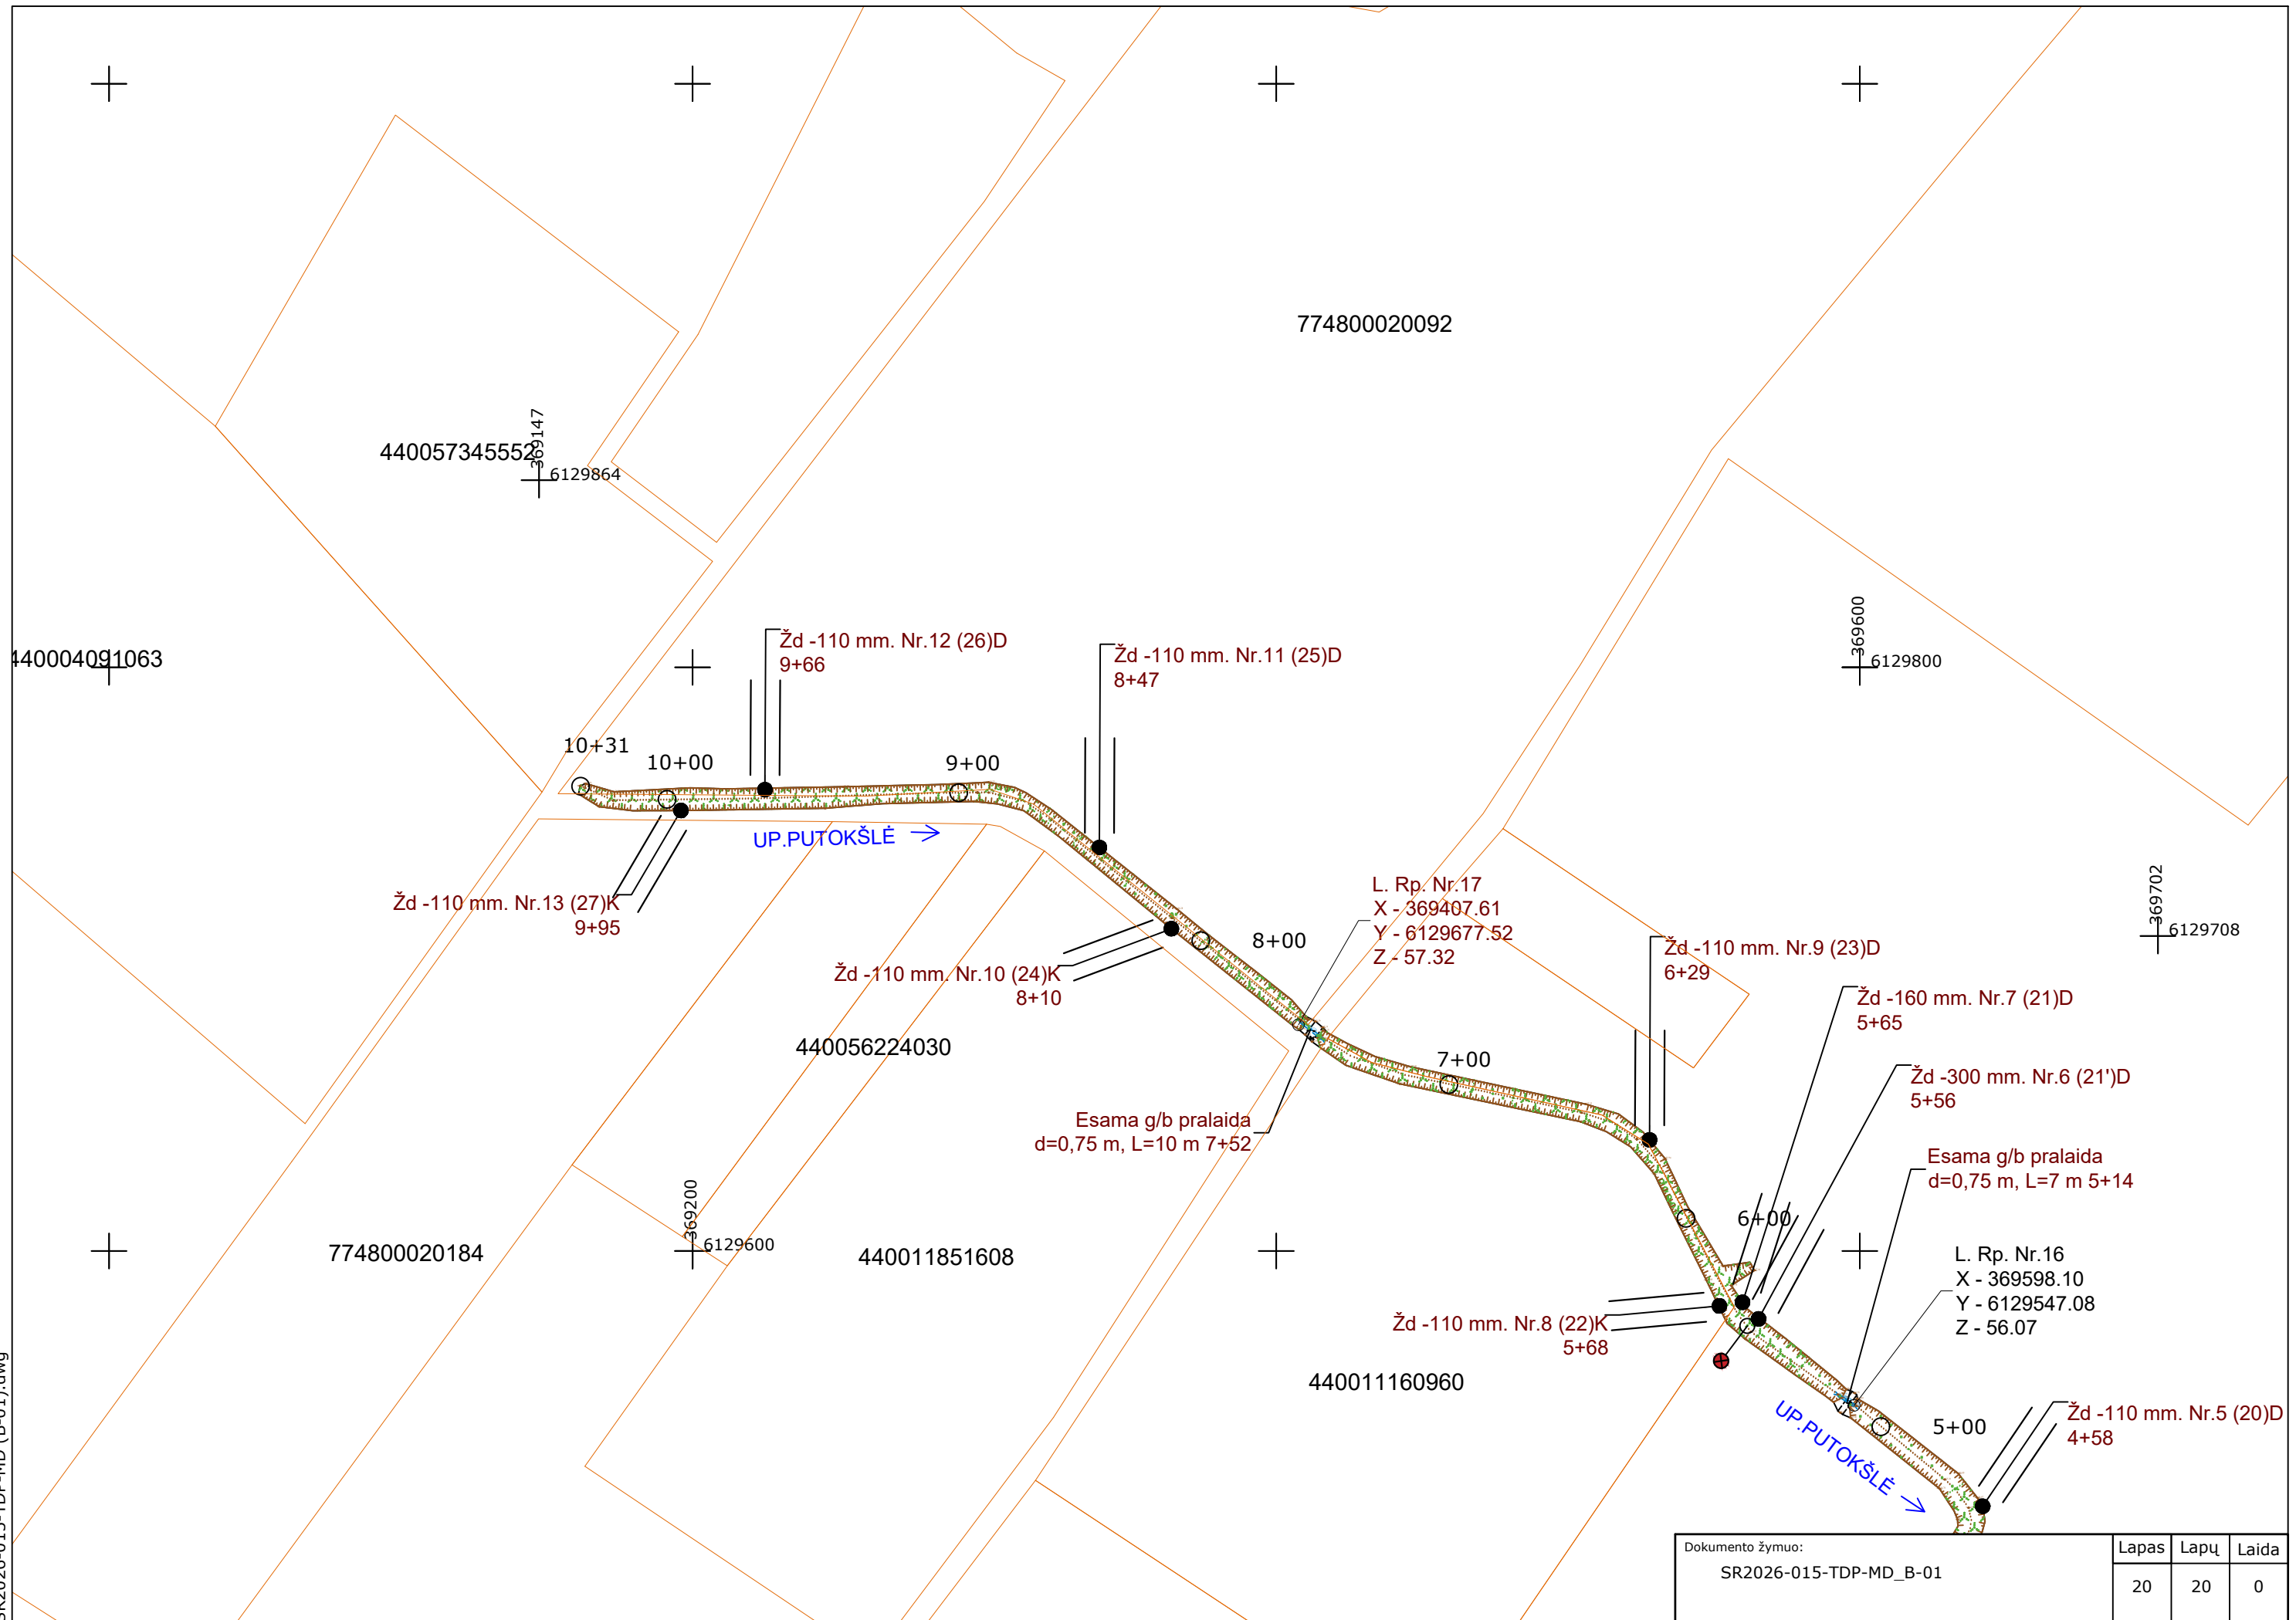 774800020092
440057345552
369147
6129864
369600
6129800
440004091063
Žd -110 mm. Nr.12 (26)D
9+66
Žd -110 mm. Nr.11 (25)D
8+47
10+31
10+00
9+00
UP.PUTOKŠLĖ
369702
6129708
Žd -110 mm. Nr.13 (27)K
9+95
L. Rp. Nr.17
X - 369407.61
Y - 6129677.52
Z - 57.32
8+00
Žd -110 mm. Nr.10 (24)K
8+10
Žd -110 mm. Nr.9 (23)D
6+29
Žd -160 mm. Nr.7 (21)D
5+65
440056224030
7+00
Žd -300 mm. Nr.6 (21')D
5+56
Esama g/b pralaida
d=0,75 m, L=10 m 7+52
Esama g/b pralaida
d=0,75 m, L=7 m 5+14
369200
6129600
774800020184
440011851608
6+00
L. Rp. Nr.16
X - 369598.10
Y - 6129547.08
Z - 56.07
Žd -110 mm. Nr.8 (22)K
5+68
440011160960
UP.PUTOKŠLĖ
5+00
Žd -110 mm. Nr.5 (20)D
4+58
SR2026-015-TDP-MD (B-01).dwg
Dokumento žymuo:
SR2026-015-TDP-MD_B-01
Lapas Lapų Laida
20 20 0